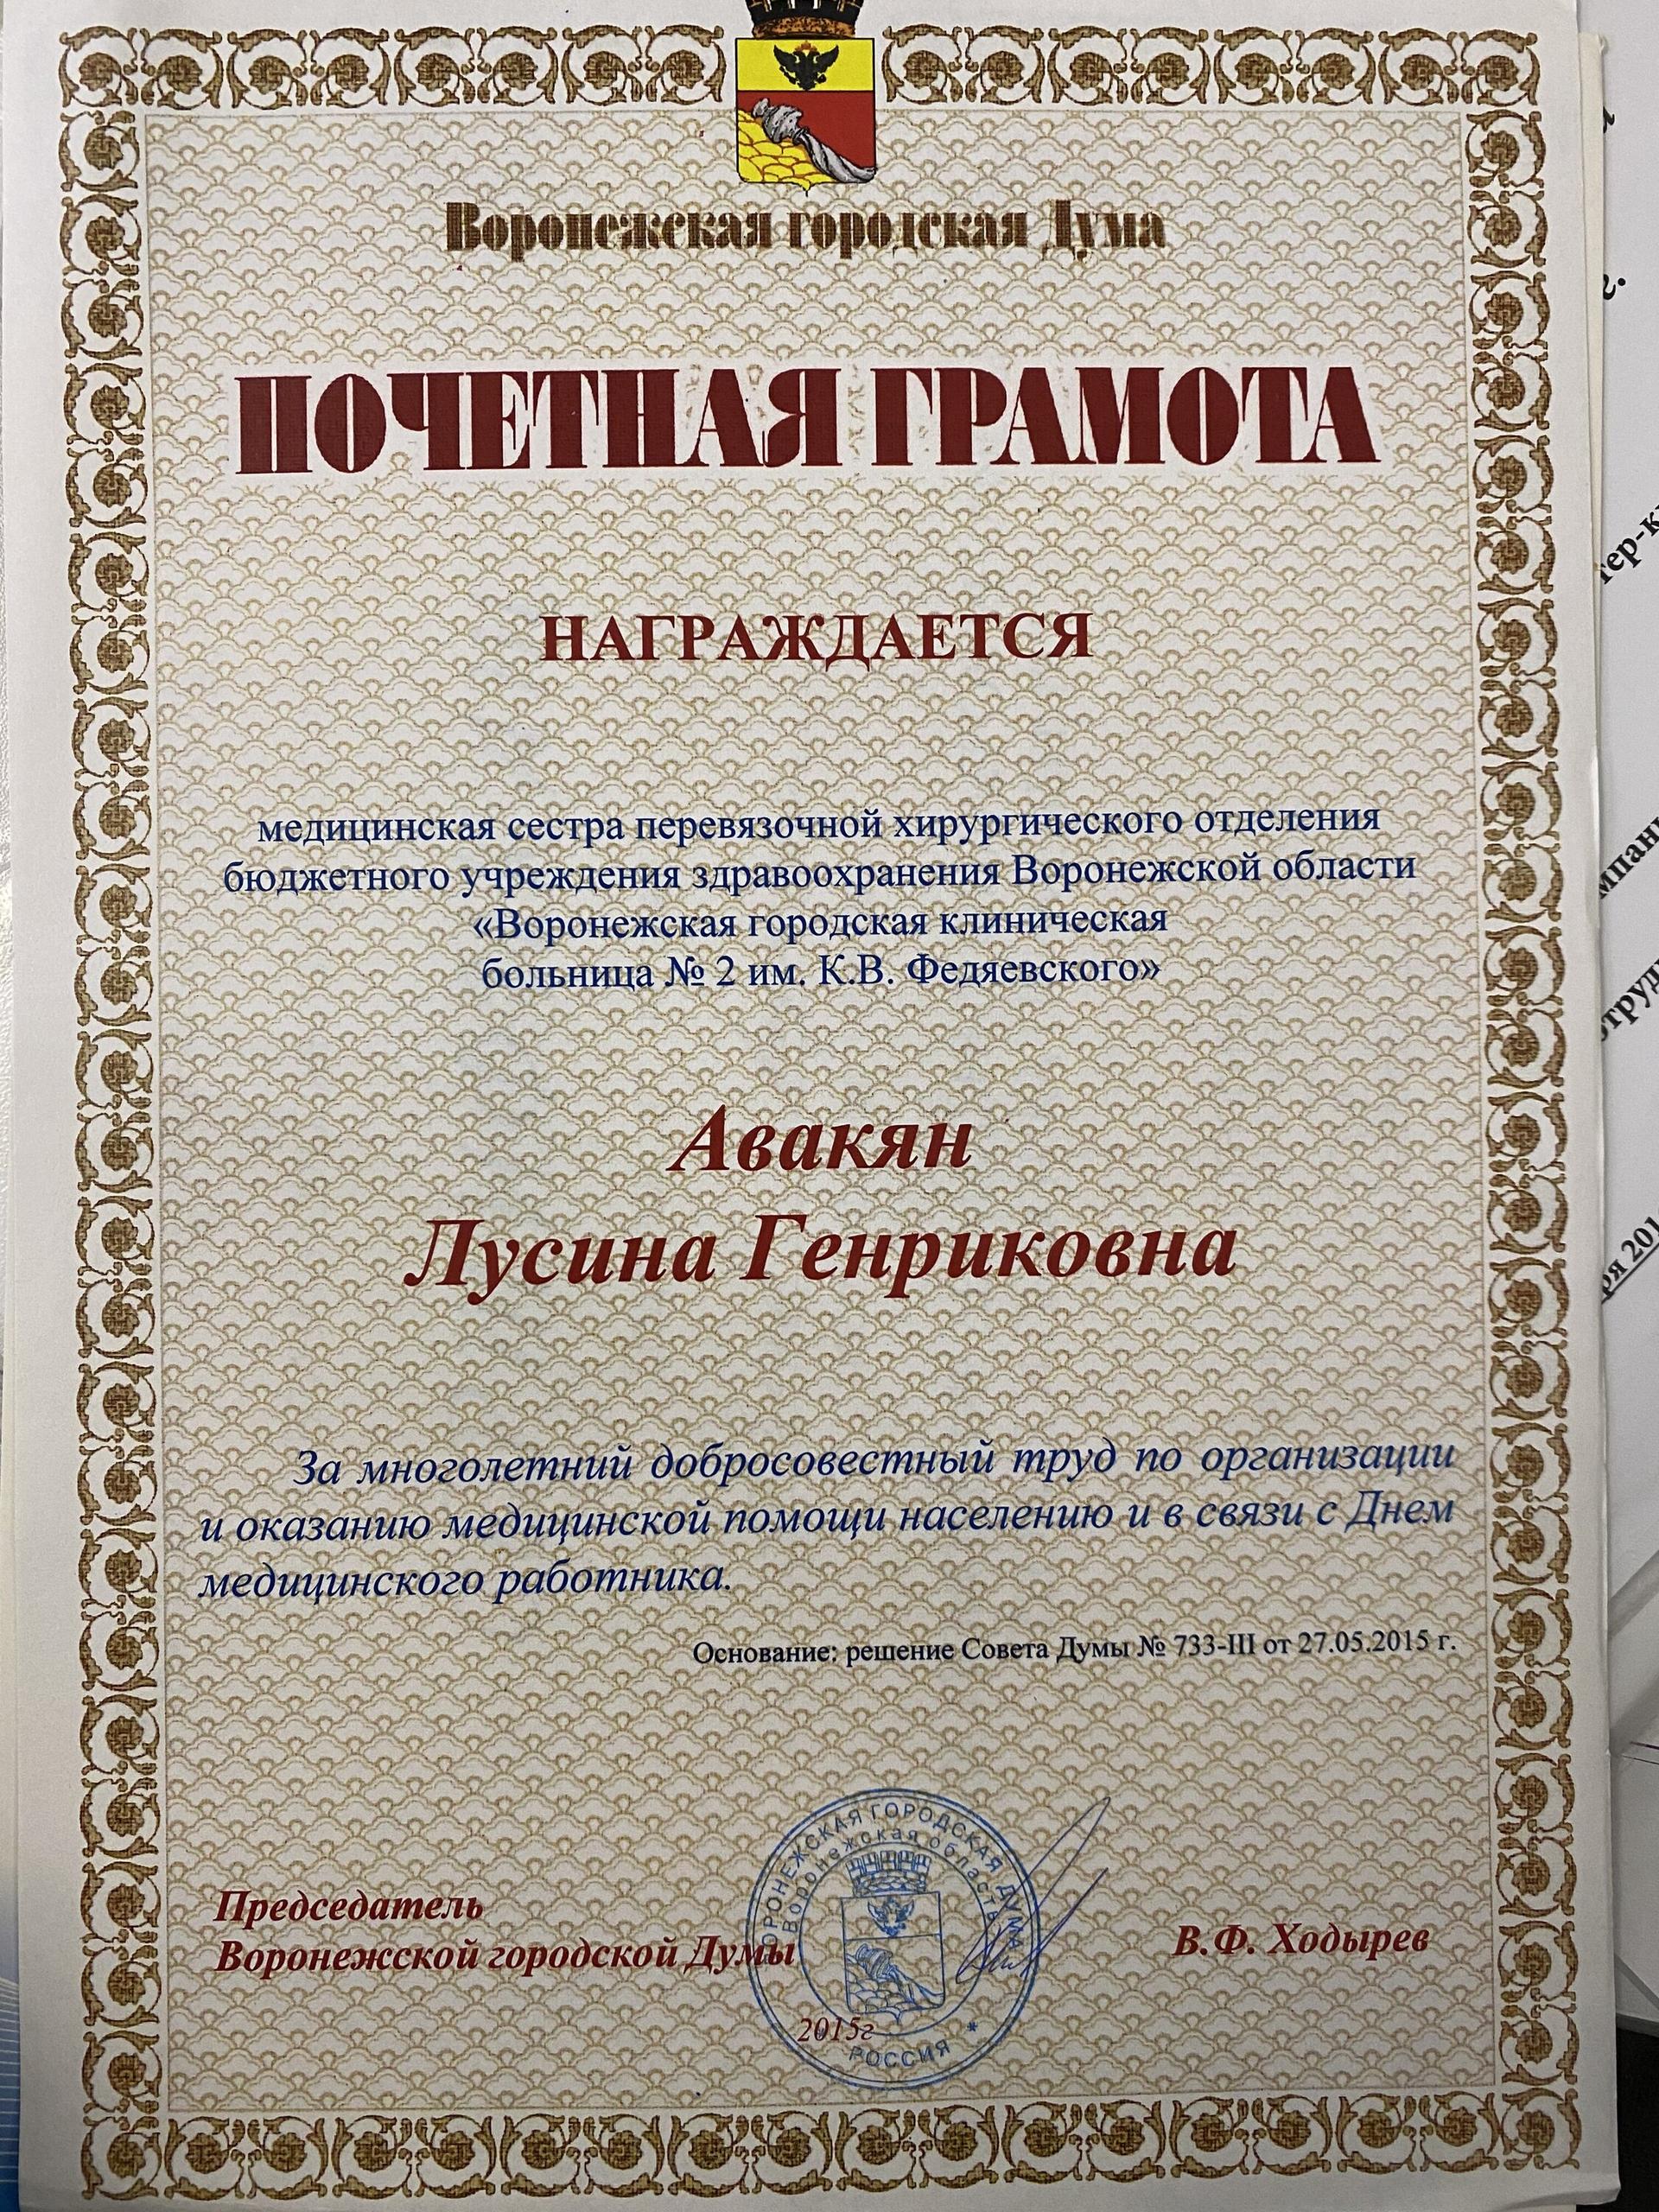 Воронежская городская Дума
ПОЧЕТНАЯ ГРАМОТА
НАГРАЖДАЕТСЯ
медицинская сестра перевязочной хирургического отделения
бюджетного учреждения здравоохранения Воронежской области
«Воронежская городская клиническая
больница № 2 им. К.В. Федяевского»
Авакян
Лусина Генриковна
За многолетний добросовестный труд по организации
и оказанию медицинской помощи населению и в связи с Днем
медицинского работника.
Основание: решение Совета Думы № 733-III от 27.05.2015 г.
Председатель
Воронежсской городской Думы
В.Ф. Ходырев
2015г
ВОРОНЕЖСКАЯ ГОРОДСКАЯ ДУМА
Воронежская область
РОССИЯ